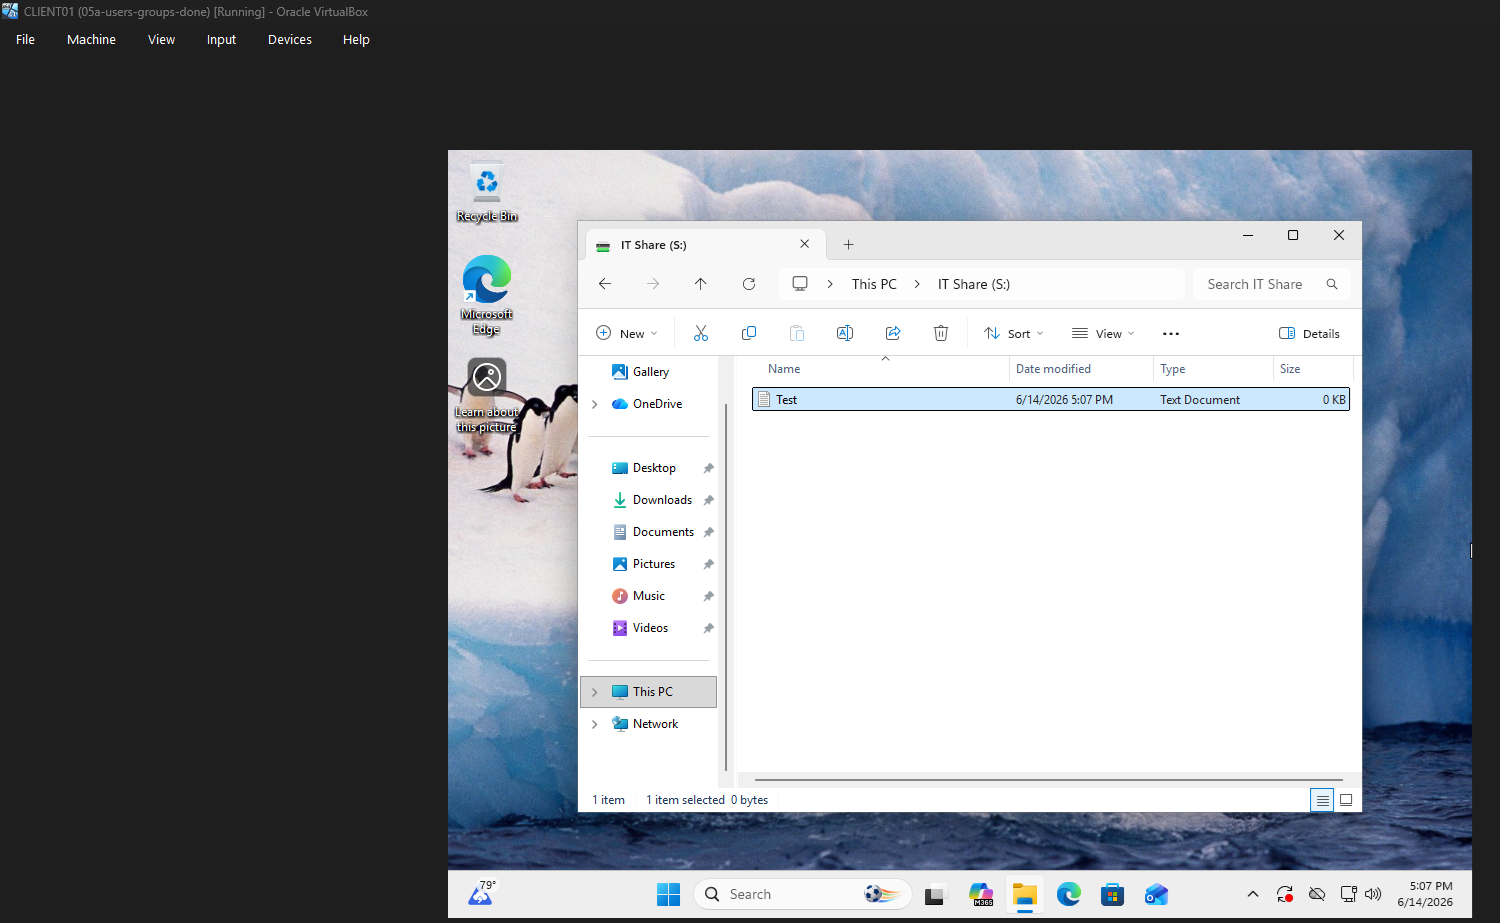 CLIENT01 (05a-users-groups-done) [Running] - Oracle VirtualBox
File Machine View Input Devices Help
Recycle Bin
Microsoft
Edge
Learn about
this picture
IT Share (S:)
This PC IT Share (S:)
Search IT Share
New
Sort
View
Details
Gallery
OneDrive
Desktop
Downloads
Documents
Pictures
Music
Videos
This PC
Network
Name Date modified Type Size
Test 6/14/2026 5:07 PM Text Document 0 KB
1 item 1 item selected 0 bytes
79°
Search
M365
5:07 PM
6/14/2026